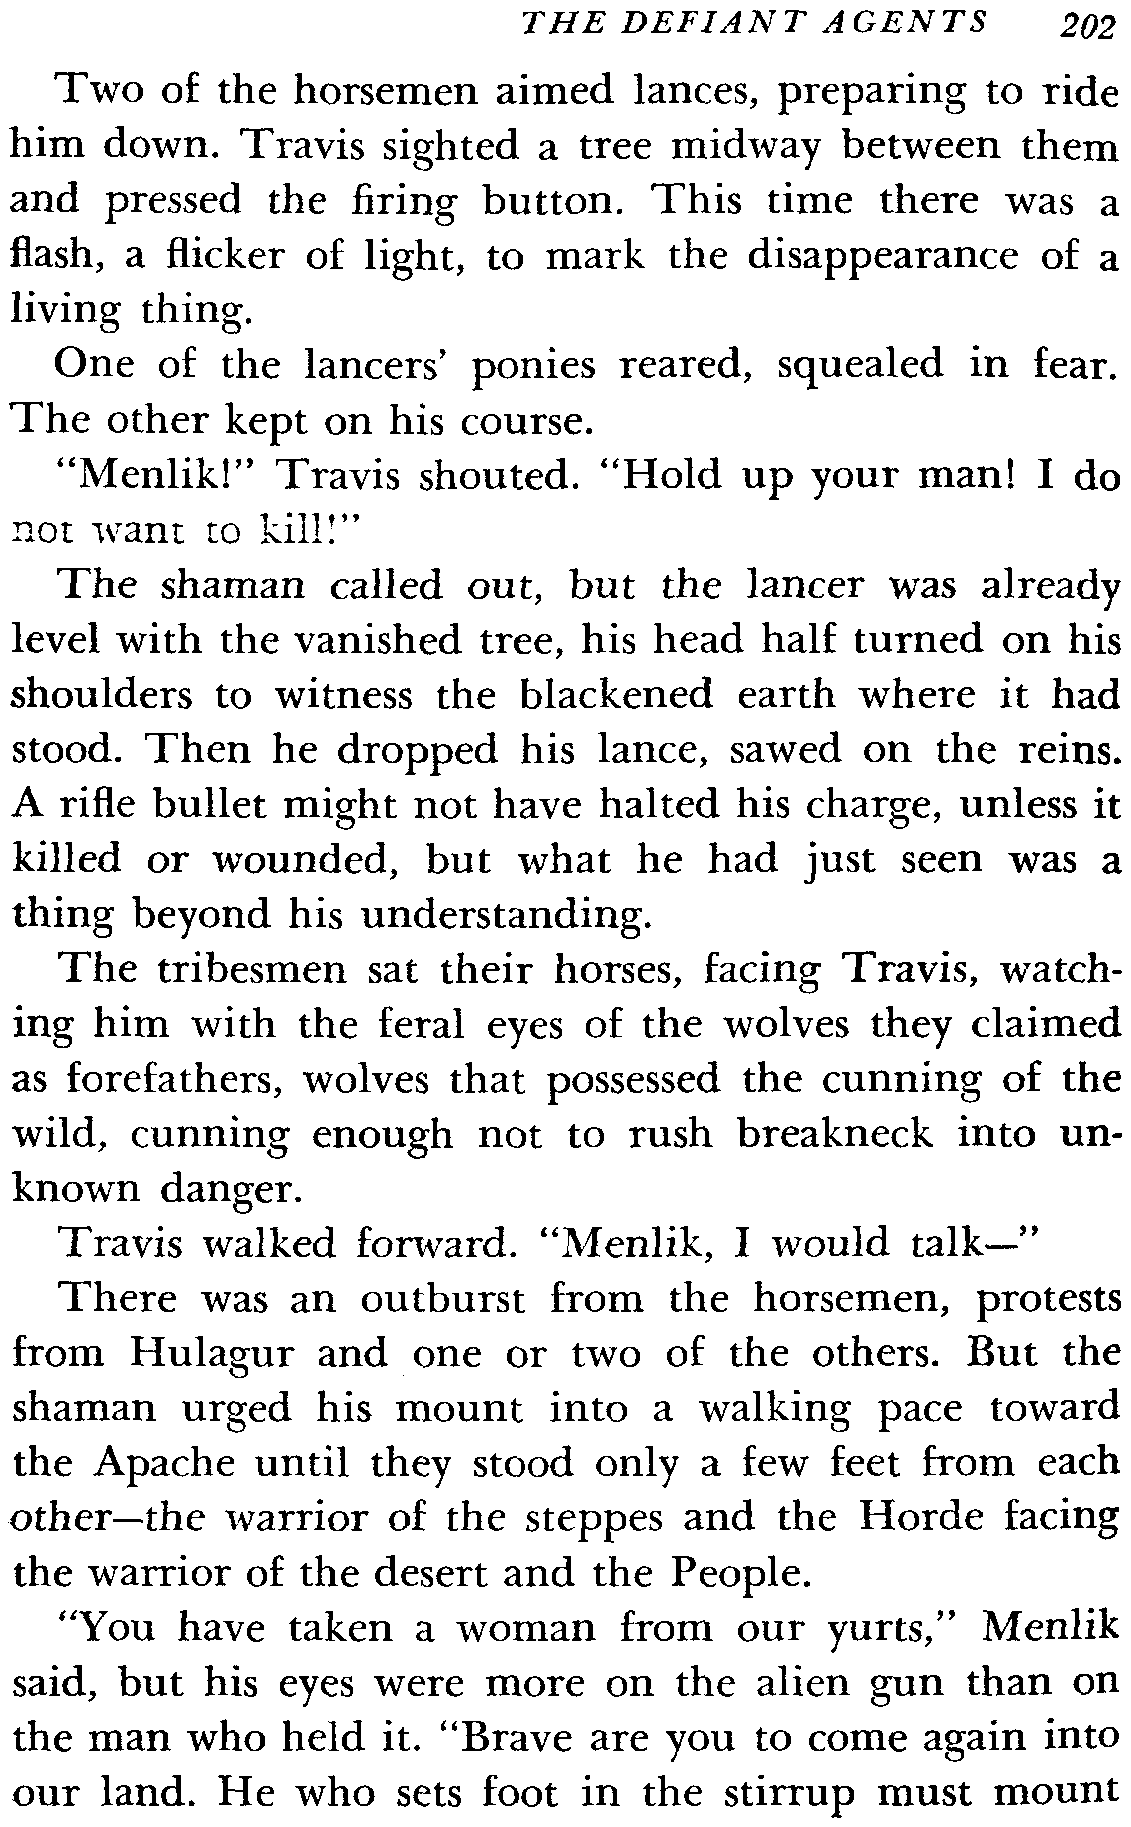 THE DEFIANT AGENTS 202
Two of the horsemen aimed lances, preparing to ride
him down. Travis sighted a tree midway between them
and pressed the firing button. This time there was a
flash, a flicker of light, to mark the disappearance of a
living thing.
One of the lancers’ ponies reared, squealed in fear.
The other kept on his course.
“Menlik!” Travis shouted. “Hold up your man! I do
not want to kill!”
The shaman called out, but the lancer was already
level with the vanished tree, his head half turned on his
shoulders to witness the blackened earth where it had
stood. Then he dropped his lance, sawed on the reins.
A rifle bullet might not have halted his charge, unless it
killed or wounded, but what he had just seen was a
thing beyond his understanding.
The tribesmen sat their horses, facing Travis, watch-
ing him with the feral eyes of the wolves they claimed
as forefathers, wolves that possessed the cunning of the
wild, cunning enough not to rush breakneck into un-
known danger.
Travis walked forward. “Menlik, I would talk—”
There was an outburst from the horsemen, protests
from Hulagur and one or two of the others. But the
shaman urged his mount into a walking pace toward
the Apache until they stood only a few feet from each
other—the warrior of the steppes and the Horde facing
the warrior of the desert and the People.
“You have taken a woman from our yurts,” Menlik
said, but his eyes were more on the alien gun than on
the man who held it. “Brave are you to come again into
our land. He who sets foot in the stirrup must mount